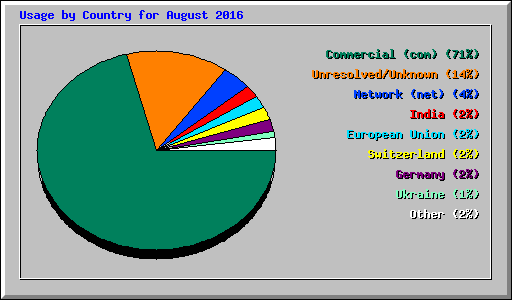 Usage by Country for August 2016
Commercial (com) (71%)
Unresolved/Unknown (14%)
Network (net) (4%)
India (2%)
European Union (2%)
Switzerland (2%)
Germany (2%)
Ukraine (1%)
Other (2%)